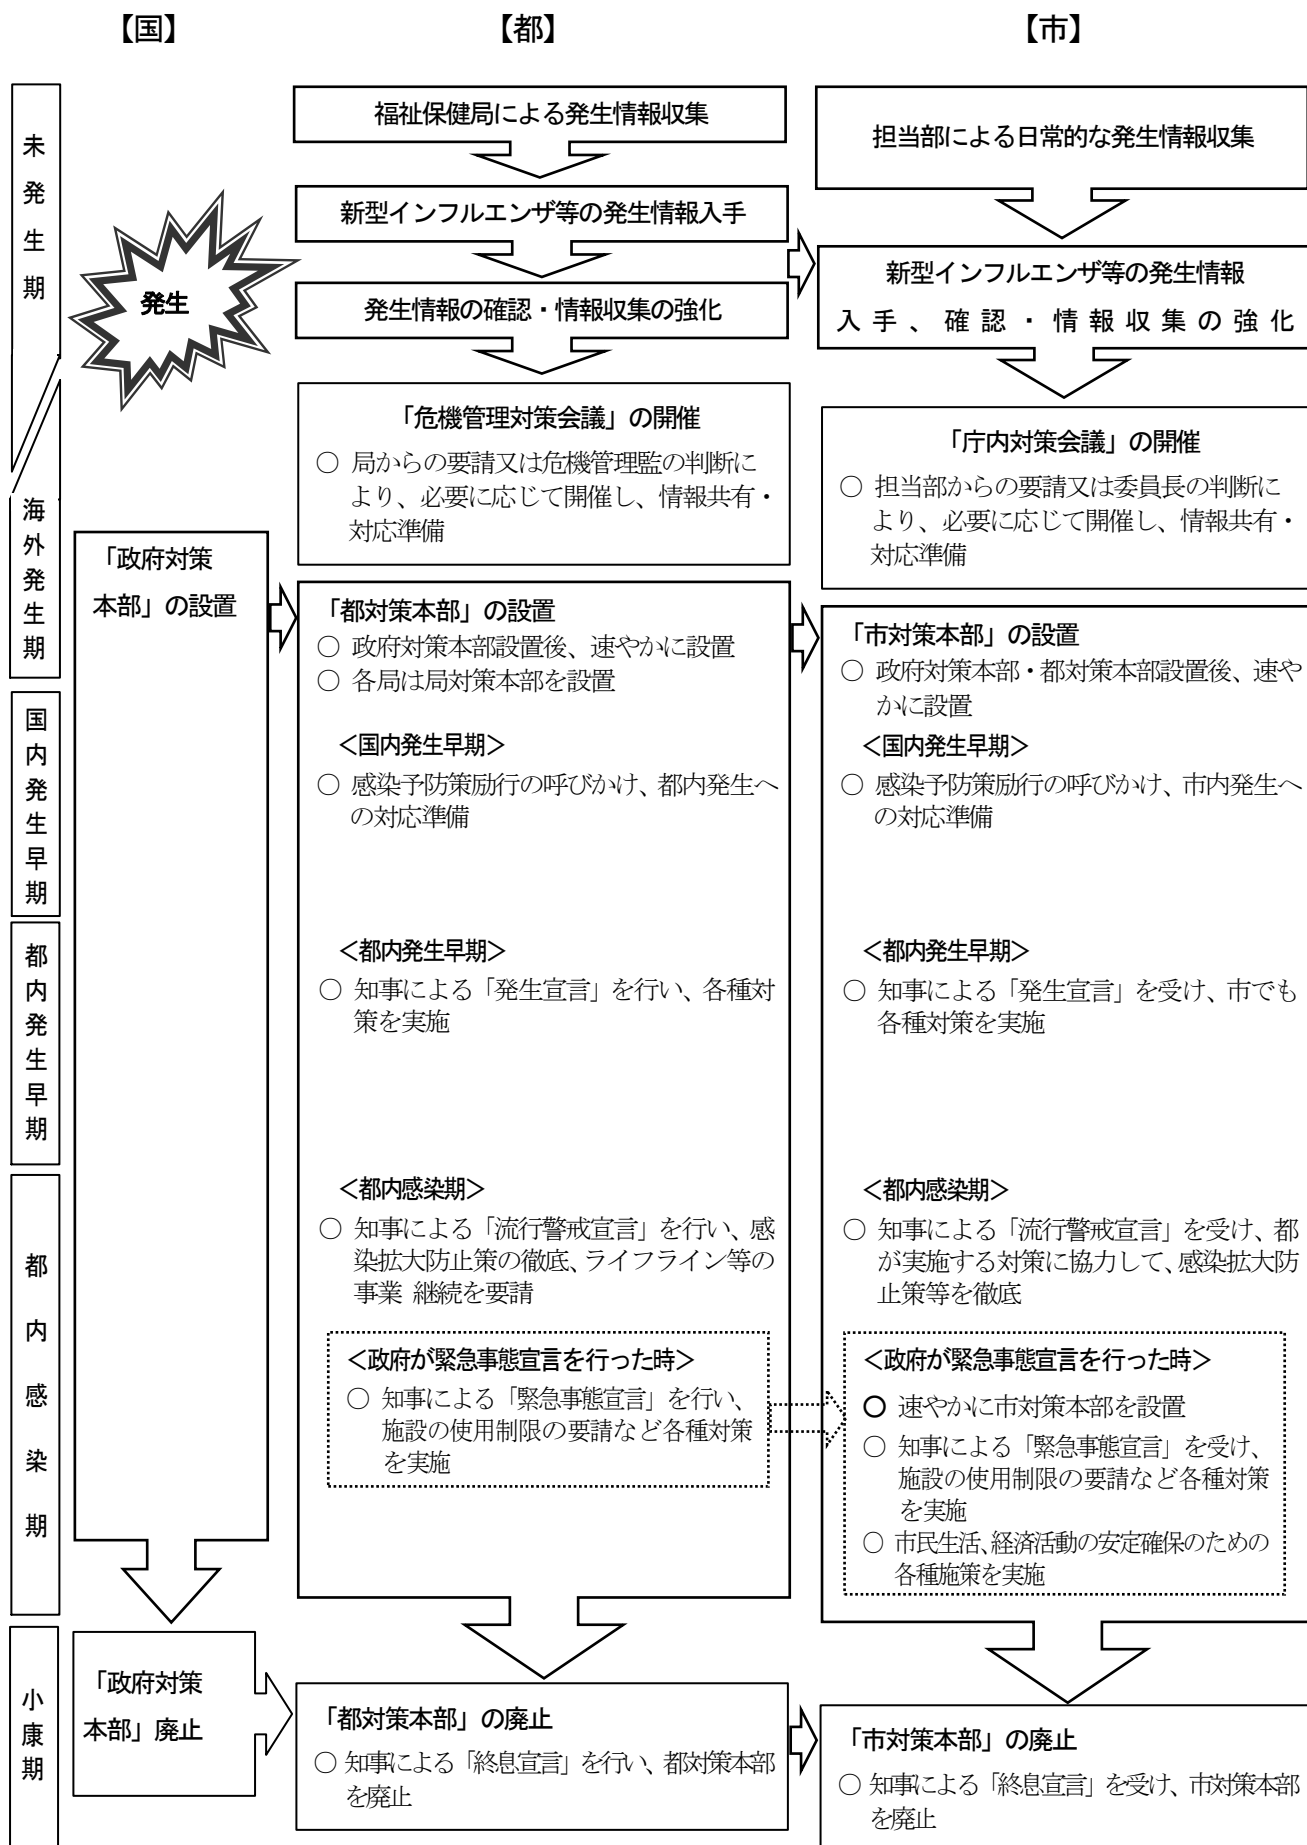 【国】
【都】
【市】
未発生期
海外発生期
国内発生早期
都内発生早期
都内感染期
小康期
発生
「政府対策
本部」の設置
「政府対策
本部」廃止
福祉保健局による発生情報収集
新型インフルエンザ等の発生情報入手
発生情報の確認・情報収集の強化
「危機管理対策会議」の開催
○ 局からの要請又は危機管理監の判断に
より、必要に応じて開催し、情報共有・
対応準備
「都対策本部」の設置
○ 政府対策本部設置後、速やかに設置
○ 各局は局対策本部を設置
＜国内発生早期＞
○ 感染予防策励行の呼びかけ、都内発生へ
の対応準備
＜都内発生早期＞
○ 知事による「発生宣言」を行い、各種対
策を実施
＜都内感染期＞
○ 知事による「流行警戒宣言」を行い、感
染拡大防止策の徹底、ライフライン等の
事業 継続を要請
＜政府が緊急事態宣言を行った時＞
○ 知事による「緊急事態宣言」を行い、
施設の使用制限の要請など各種対策
を実施
「都対策本部」の廃止
○ 知事による「終息宣言」を行い、都対策本部
を廃止
担当部による日常的な発生情報収集
新型インフルエンザ等の発生情報
入手、確認・情報収集の強化
「庁内対策会議」の開催
○ 担当部からの要請又は委員長の判断に
より、必要に応じて開催し、情報共有・
対応準備
「市対策本部」の設置
○ 政府対策本部・都対策本部設置後、速や
かに設置
＜国内発生早期＞
○ 感染予防策励行の呼びかけ、市内発生へ
の対応準備
＜都内発生早期＞
○ 知事による「発生宣言」を受け、市でも
各種対策を実施
＜都内感染期＞
○ 知事による「流行警戒宣言」を受け、都
が実施する対策に協力して、感染拡大防
止策等を徹底
＜政府が緊急事態宣言を行った時＞
○ 速やかに市対策本部を設置
○ 知事による「緊急事態宣言」を受け、
施設の使用制限の要請など各種対策
を実施
○ 市民生活、経済活動の安定確保のための
各種施策を実施
「市対策本部」の廃止
○ 知事による「終息宣言」を受け、市対策本部
を廃止